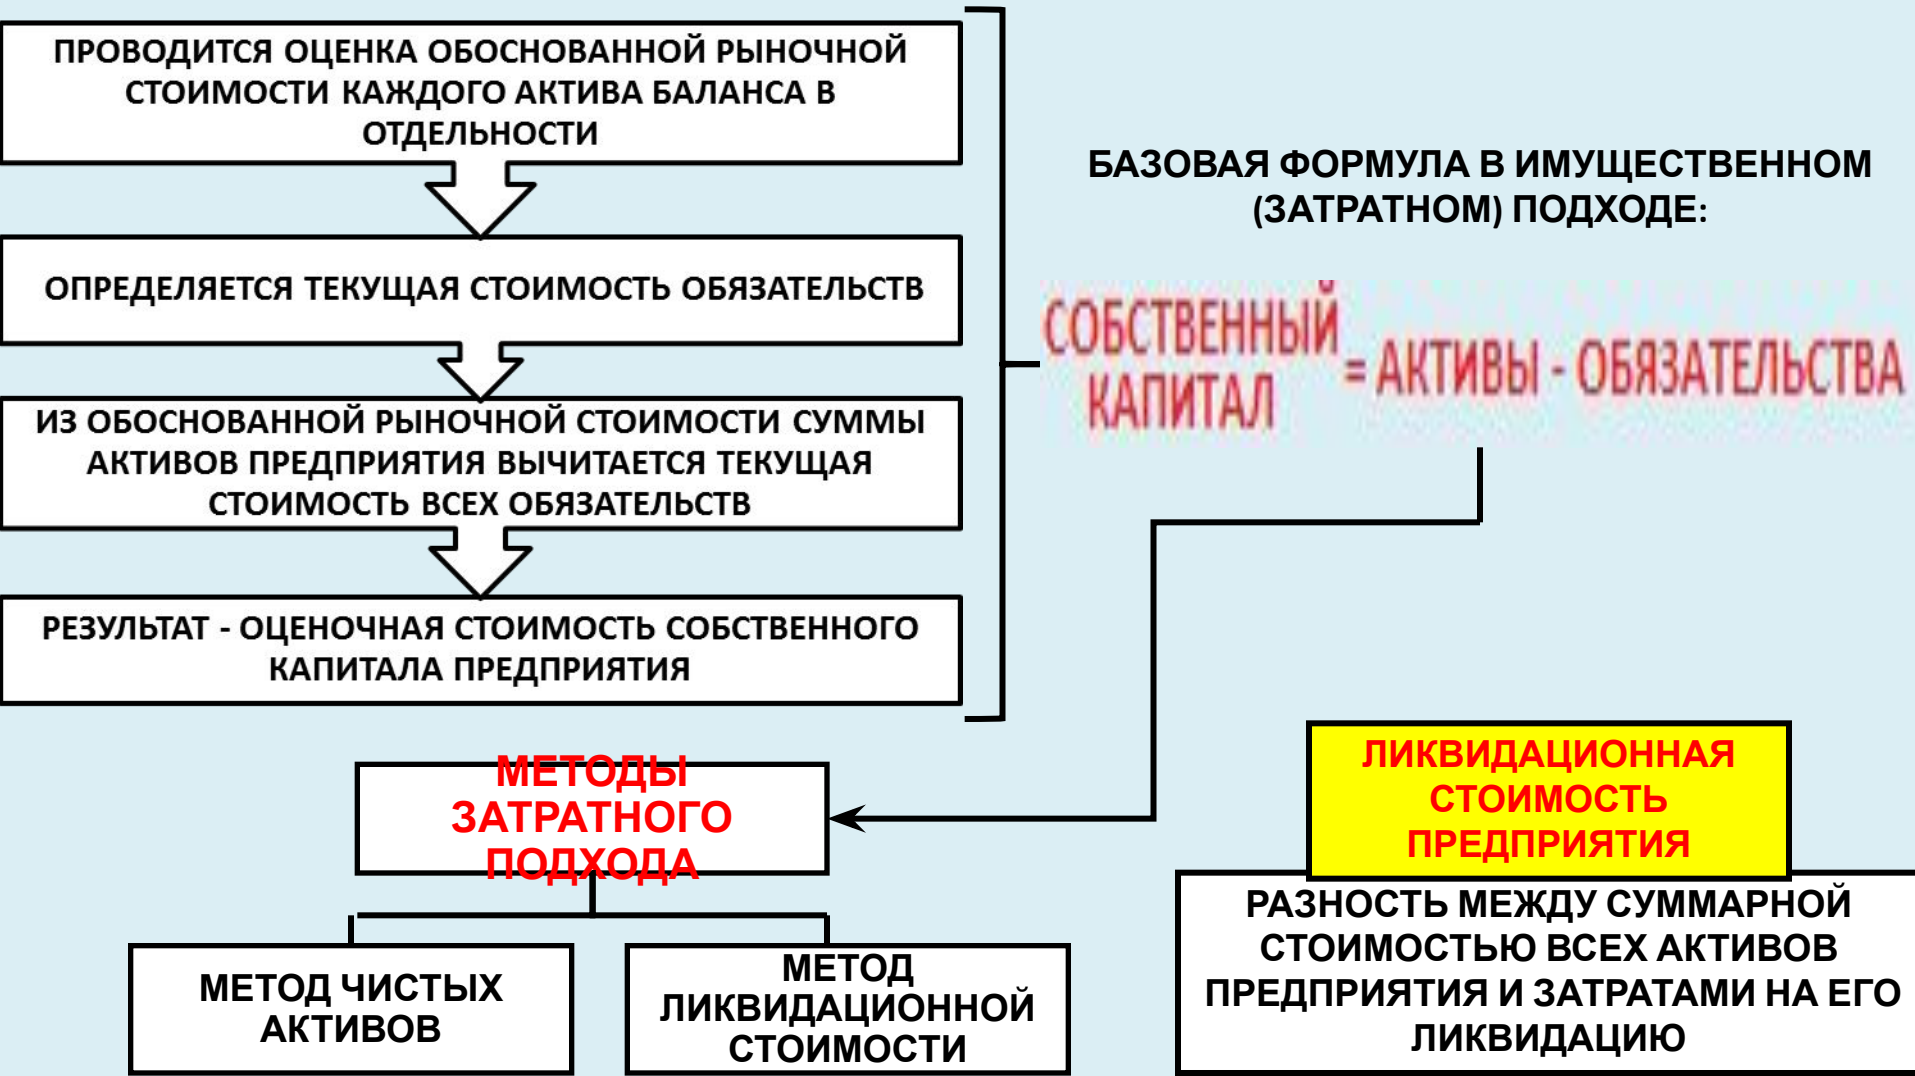 ПРОВОДИТСЯ ОЦЕНКА ОБОСНОВАННОЙ РЫНОЧНОЙ
СТОИМОСТИ КАЖДОГО АКТИВА БАЛАНСА В
ОТДЕЛЬНОСТИ
ОПРЕДЕЛЯЕТСЯ ТЕКУЩАЯ СТОИМОСТЬ ОБЯЗАТЕЛЬСТВ
ИЗ ОБОСНОВАННОЙ РЫНОЧНОЙ СТОИМОСТИ СУММЫ
АКТИВОВ ПРЕДПРИЯТИЯ ВЫЧИТАЕТСЯ ТЕКУЩАЯ
СТОИМОСТЬ ВСЕХ ОБЯЗАТЕЛЬСТВ
РЕЗУЛЬТАТ - ОЦЕНОЧНАЯ СТОИМОСТЬ СОБСТВЕННОГО
КАПИТАЛА ПРЕДПРИЯТИЯ
БАЗОВАЯ ФОРМУЛА В ИМУЩЕСТВЕННОМ
(ЗАТРАТНОМ) ПОДХОДЕ:
СОБСТВЕННЫЙ
КАПИТАЛ
= АКТИВЫ - ОБЯЗАТЕЛЬСТВА
МЕТОДЫ
ЗАТРАТНОГО
ПОДХОДА
МЕТОД ЧИСТЫХ
АКТИВОВ
МЕТОД
ЛИКВИДАЦИОННОЙ
СТОИМОСТИ
ЛИКВИДАЦИОННАЯ
СТОИМОСТЬ
ПРЕДПРИЯТИЯ
РАЗНОСТЬ МЕЖДУ СУММАРНОЙ
СТОИМОСТЬЮ ВСЕХ АКТИВОВ
ПРЕДПРИЯТИЯ И ЗАТРАТАМИ НА ЕГО
ЛИКВИДАЦИЮ